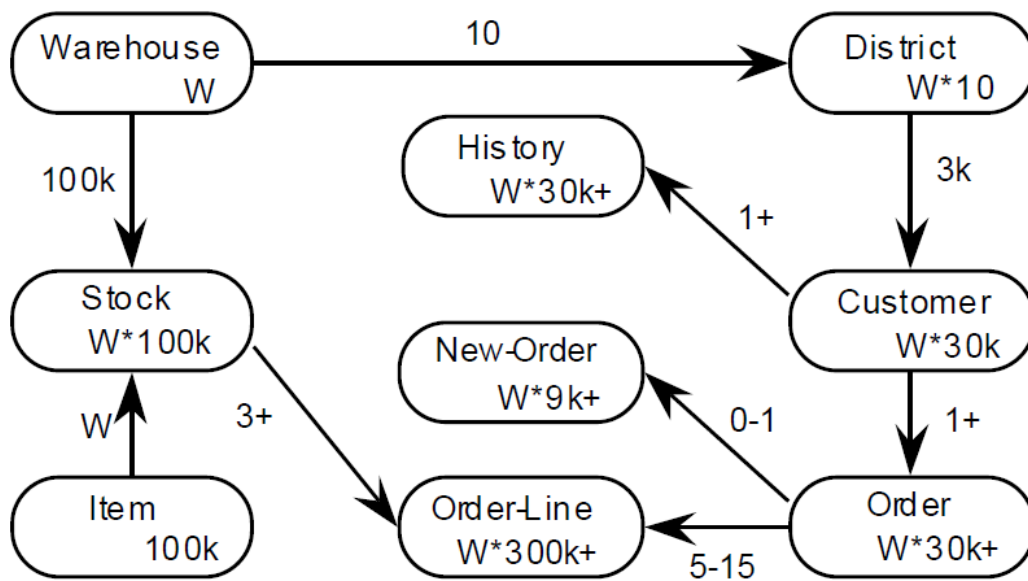 Warehouse
W
10
District
W*10
100k
History
W*30k+
3k
1+
Stock
W*100k
Customer
W*30k
New-Order
W*9k+
W
3+
0-1
1+
Item
100k
Order-Line
W*300k+
5-15
Order
W*30k+